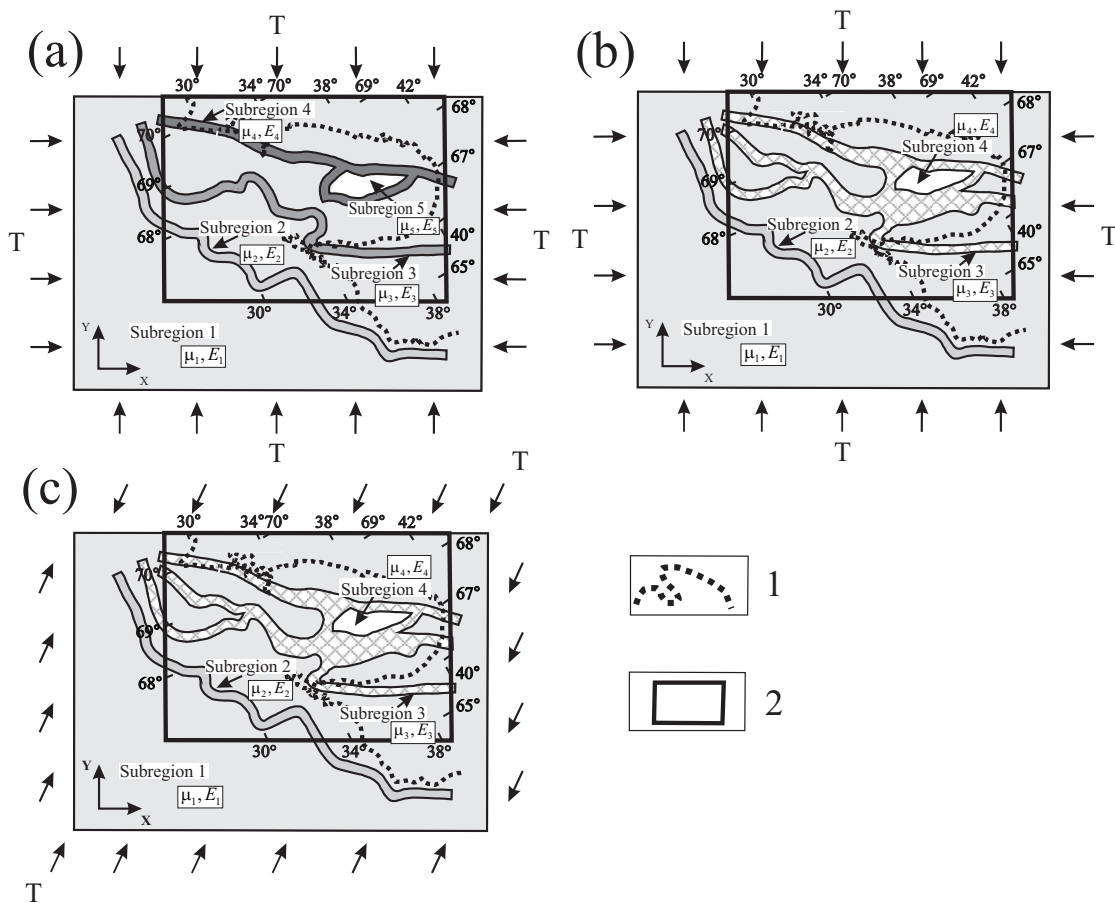 (a)
T
30° 34° 70° 38° 69° 42°
68°
Subregion 4
μ₄, E₄
70°
67°
69°
Subregion 5
μ₅, E₅
T
T
68°
Subregion 2
μ₂, E₂
40°
Subregion 3
65°
μ₃, E₃
30° 34° 38°
Subregion 1
μ₁, E₁
Y
X
T
(b)
T
30° 34° 70° 38° 69° 42°
68°
μ₄, E₄
Subregion 4
70°
67°
69°
Subregion 2
μ₂, E₂
68°
40°
T
T
Subregion 3
65°
μ₃, E₃
30° 34° 38°
Subregion 1
μ₁, E₁
Y
X
T
(c)
T
30° 34° 70° 38° 69° 42°
68°
μ₄, E₄
Subregion 4
70°
67°
69°
Subregion 2
μ₂, E₂
68°
40°
Subregion 3
65°
μ₃, E₃
30° 34° 38°
Subregion 1
μ₁, E₁
Y
X
T
1
2